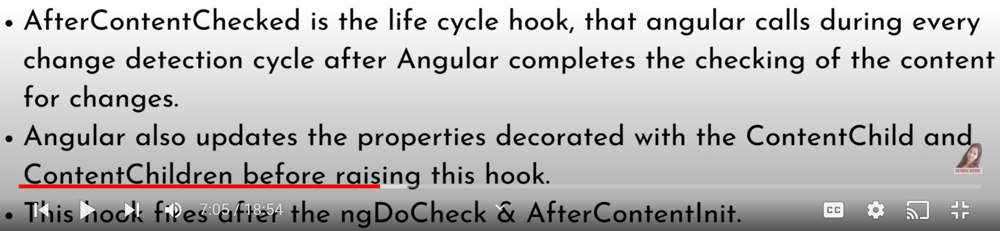 • AfterContentChecked is the life cycle hook, that angular calls during every
change detection cycle after Angular completes the checking of the content
for changes.
• Angular also updates the properties decorated with the ContentChild and
ContentChildren before raising this hook.
SUBSCRIBE
• This hook fires after the ngDoCheck & AfterContentInit.
7:05 / 18:54
CC